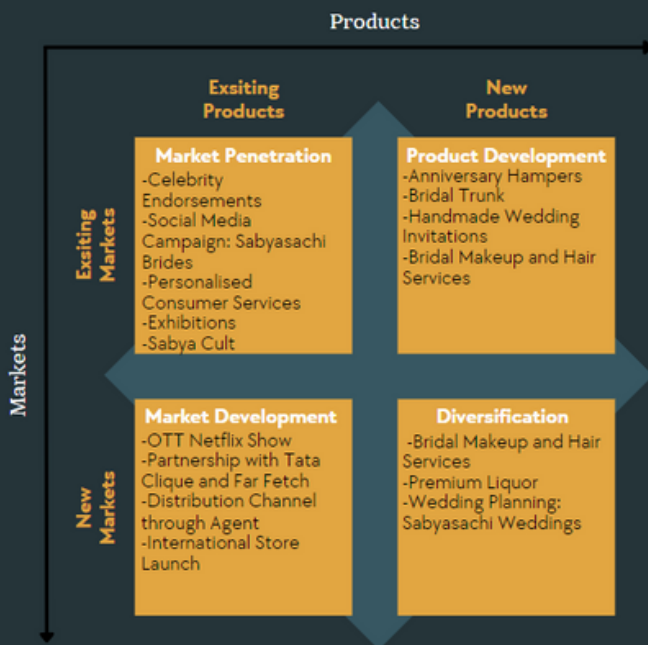 Products
Exsiting
Products
New
Products
Markets
Exsiting
Markets
Market Penetration
-Celebrity
Endorsements
-Social Media
Campaign: Sabyasachi
Brides
-Personalised
Consumer Services
-Exhibitions
-Sabya Cult
Product Development
-Anniversary Hampers
-Bridal Trunk
-Handmade Wedding
Invitations
-Bridal Makeup and Hair
Services
New
Markets
Market Development
-OTT Netflix Show
-Partnership with Tata
Clique and Far Fetch
-Distribution Channel
through Agent
-International Store
Launch
Diversification
-Bridal Makeup and Hair
Services
-Premium Liquor
-Wedding Planning:
Sabyasachi Weddings